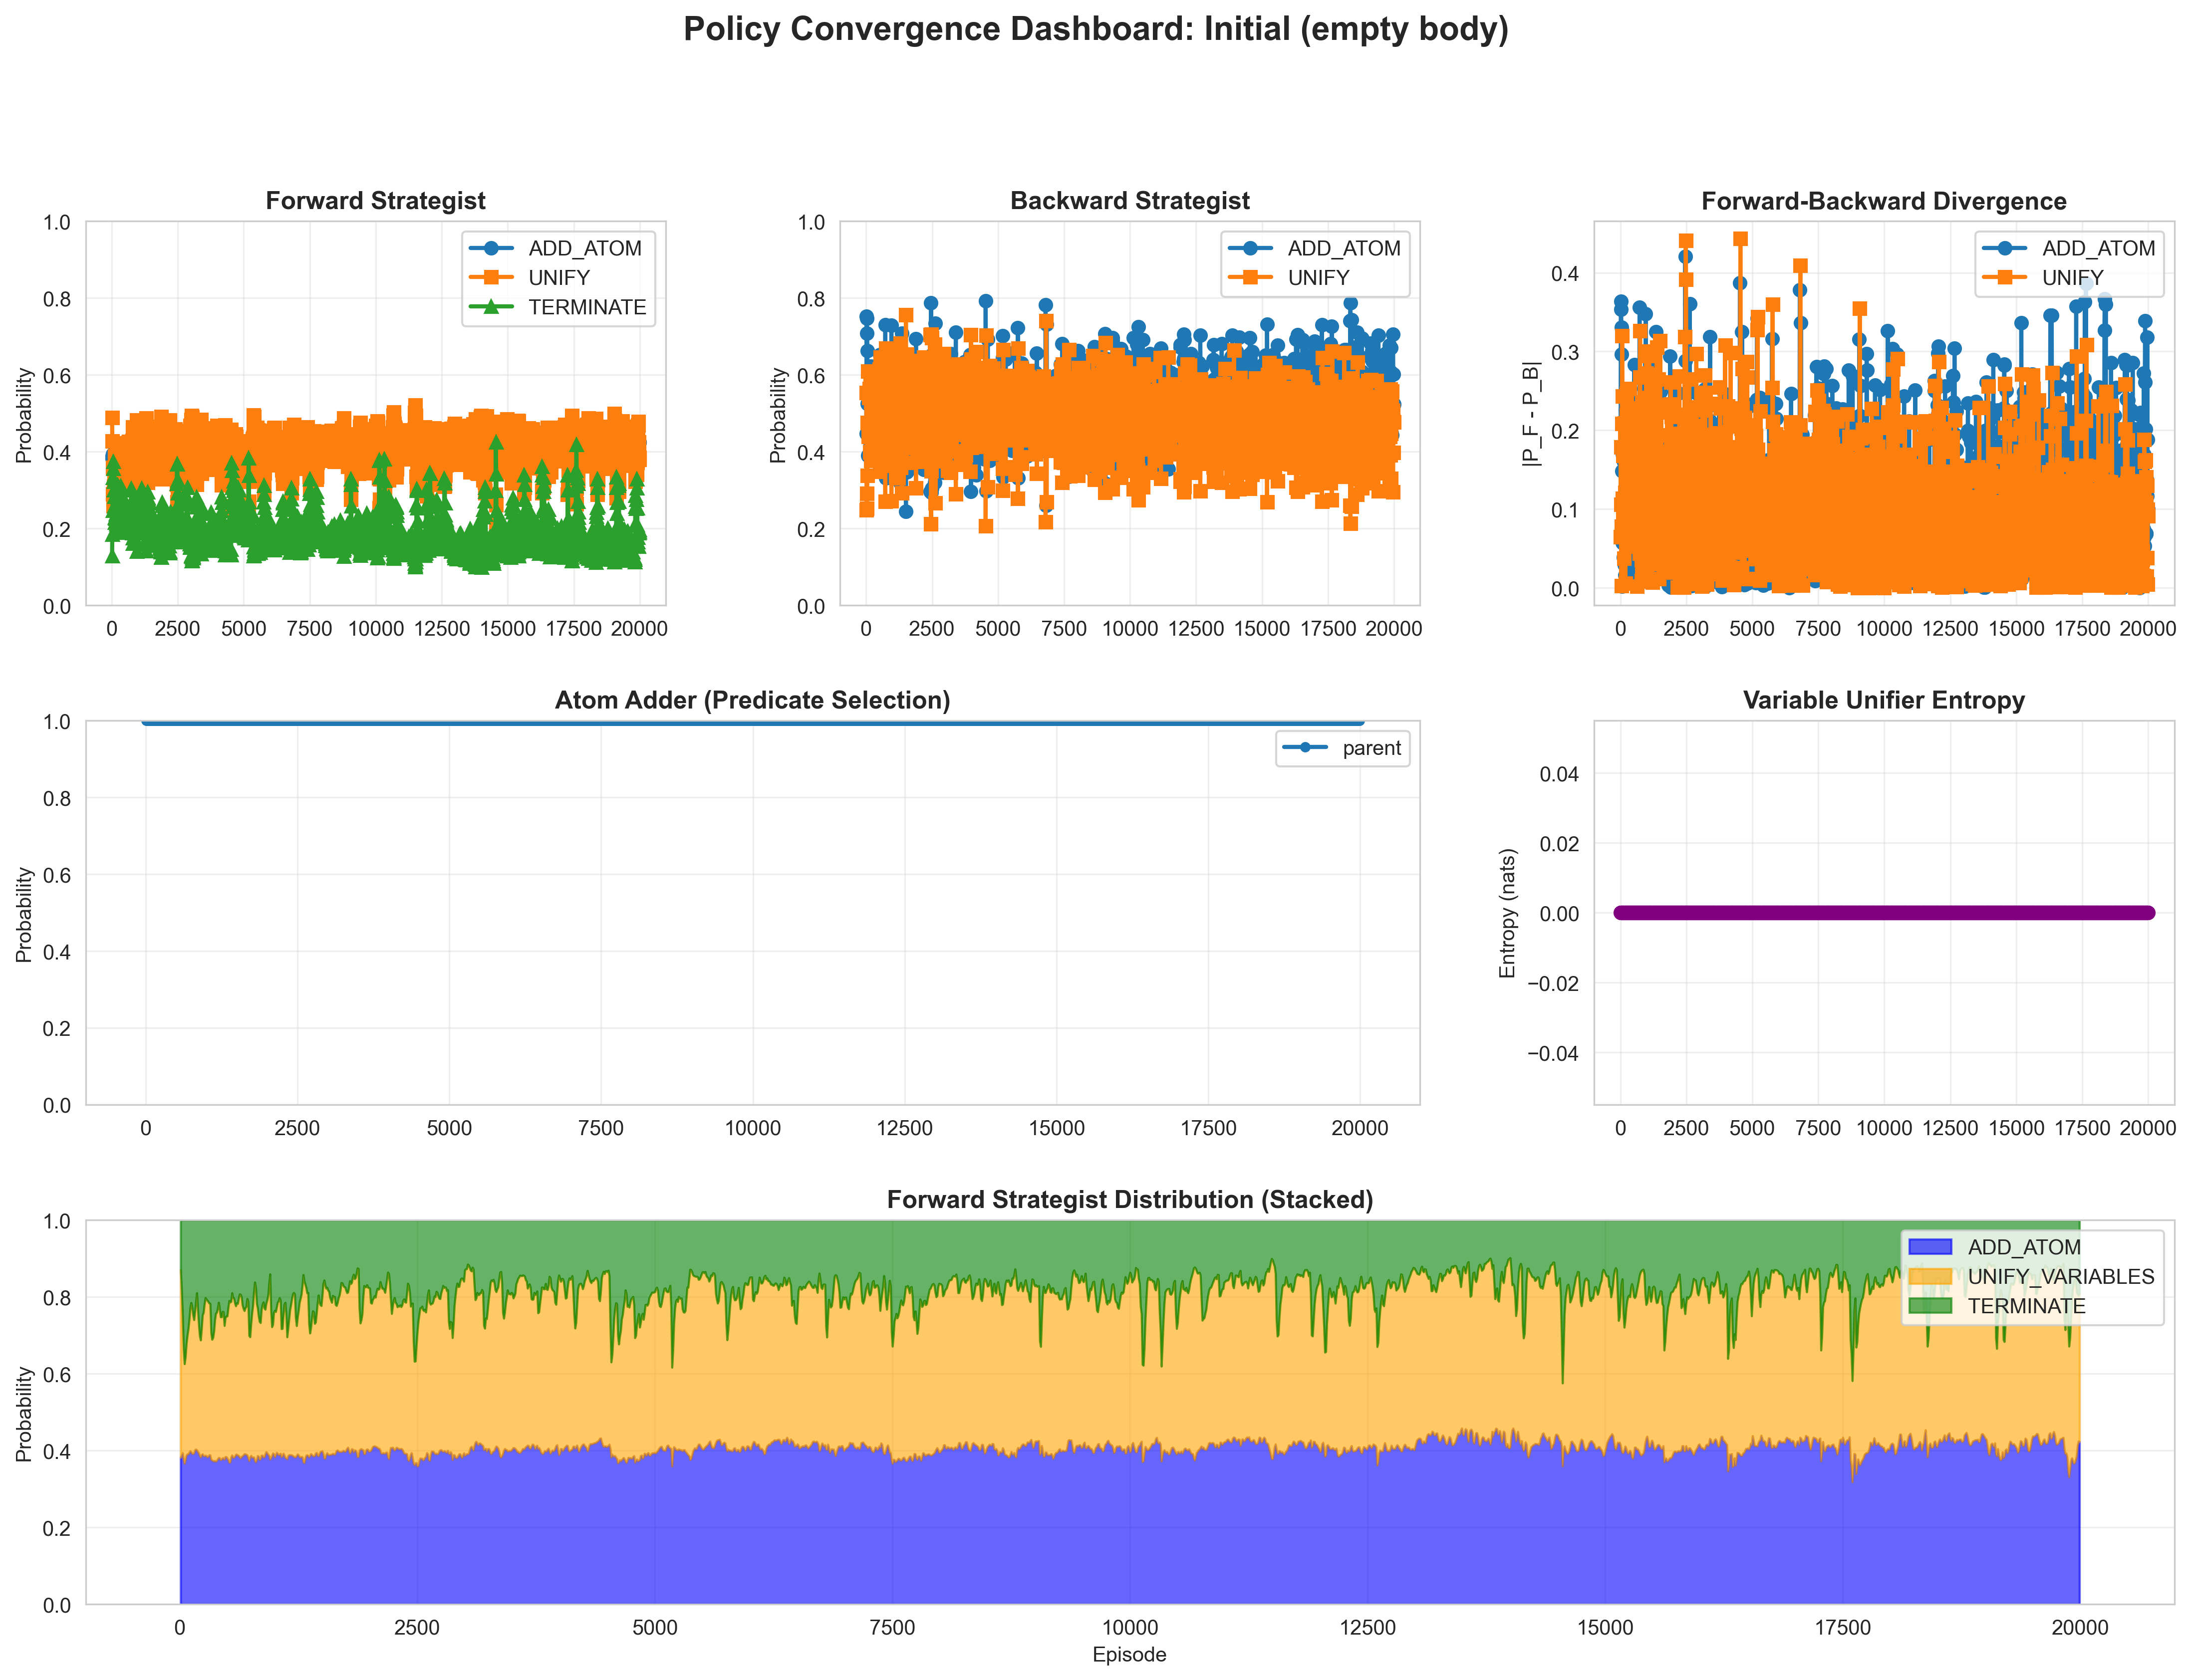 Policy Convergence Dashboard: Initial (empty body)
Forward Strategist
Probability
1.0
0.8
0.6
0.4
0.2
0.0
0 2500 5000 7500 10000 12500 15000 17500 20000
ADD_ATOM
UNIFY
TERMINATE
Backward Strategist
Probability
1.0
0.8
0.6
0.4
0.2
0.0
0 2500 5000 7500 10000 12500 15000 17500 20000
ADD_ATOM
UNIFY
Forward-Backward Divergence
|P_F - P_B|
0.4
0.3
0.2
0.1
0.0
0 2500 5000 7500 10000 12500 15000 17500 20000
ADD_ATOM
UNIFY
Atom Adder (Predicate Selection)
Probability
1.0
0.8
0.6
0.4
0.2
0.0
0 2500 5000 7500 10000 12500 15000 17500 20000
parent
Variable Unifier Entropy
Entropy (nats)
0.04
0.02
0.00
−0.02
−0.04
0 2500 5000 7500 10000 12500 15000 17500 20000
Forward Strategist Distribution (Stacked)
Probability
1.0
0.8
0.6
0.4
0.2
0.0
0 2500 5000 7500 10000 12500 15000 17500 20000
Episode
ADD_ATOM
UNIFY_VARIABLES
TERMINATE